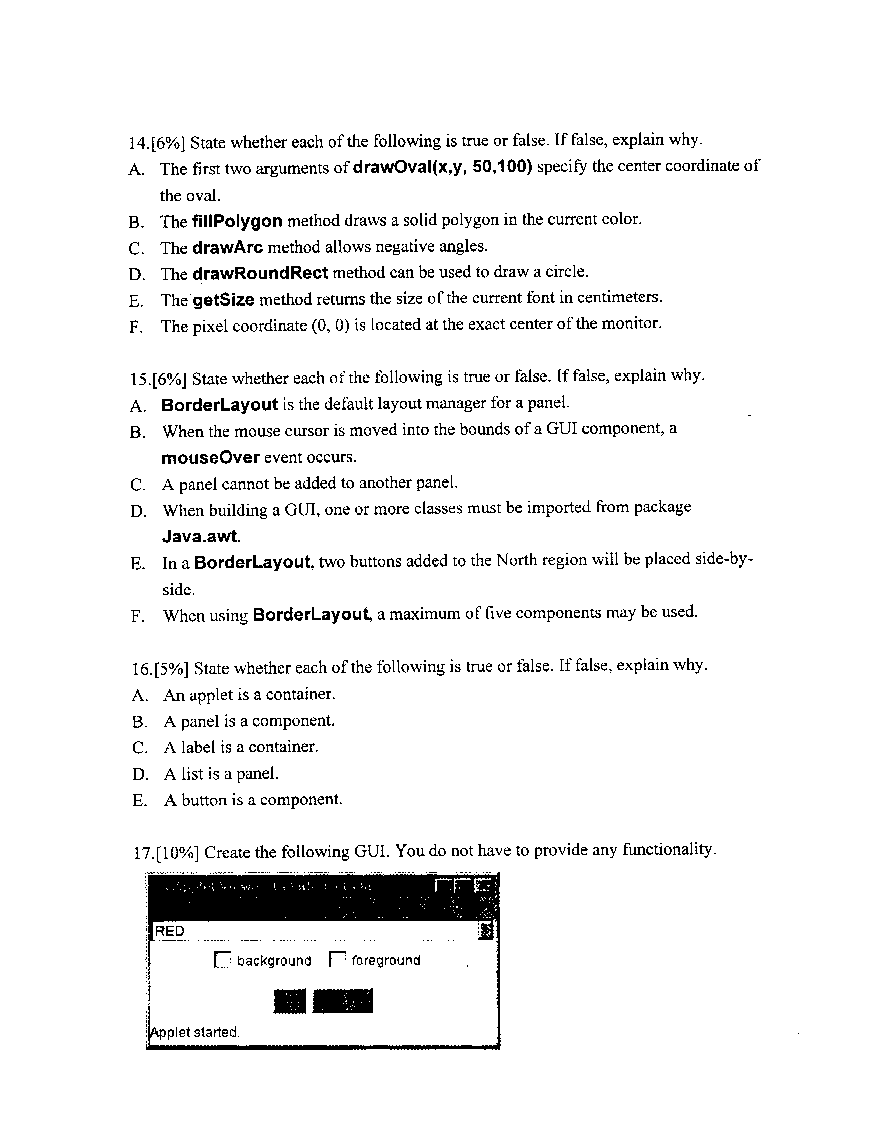 14.[6%] State whether each of the following is true or false. If false, explain why.
A. The first two arguments of drawOval(x,y, 50,100) specify the center coordinate of
the oval.
B. The fillPolygon method draws a solid polygon in the current color.
C. The drawArc method allows negative angles.
D. The drawRoundRect method can be used to draw a circle.
E. The getSize method returns the size of the current font in centimeters.
F. The pixel coordinate (0, 0) is located at the exact center of the monitor.
15.[6%] State whether each of the following is true or false. If false, explain why.
A. BorderLayout is the default layout manager for a panel.
B. When the mouse cursor is moved into the bounds of a GUI component, a
mouseOver event occurs.
C. A panel cannot be added to another panel.
D. When building a GUI, one or more classes must be imported from package
Java.awt.
E. In a BorderLayout, two buttons added to the North region will be placed side-by-
side.
F. When using BorderLayout, a maximum of five components may be used.
16.[5%] State whether each of the following is true or false. If false, explain why.
A. An applet is a container.
B. A panel is a component.
C. A label is a container.
D. A list is a panel.
E. A button is a component.
17.[10%] Create the following GUI. You do not have to provide any functionality.
RED
background foreground
Applet started.